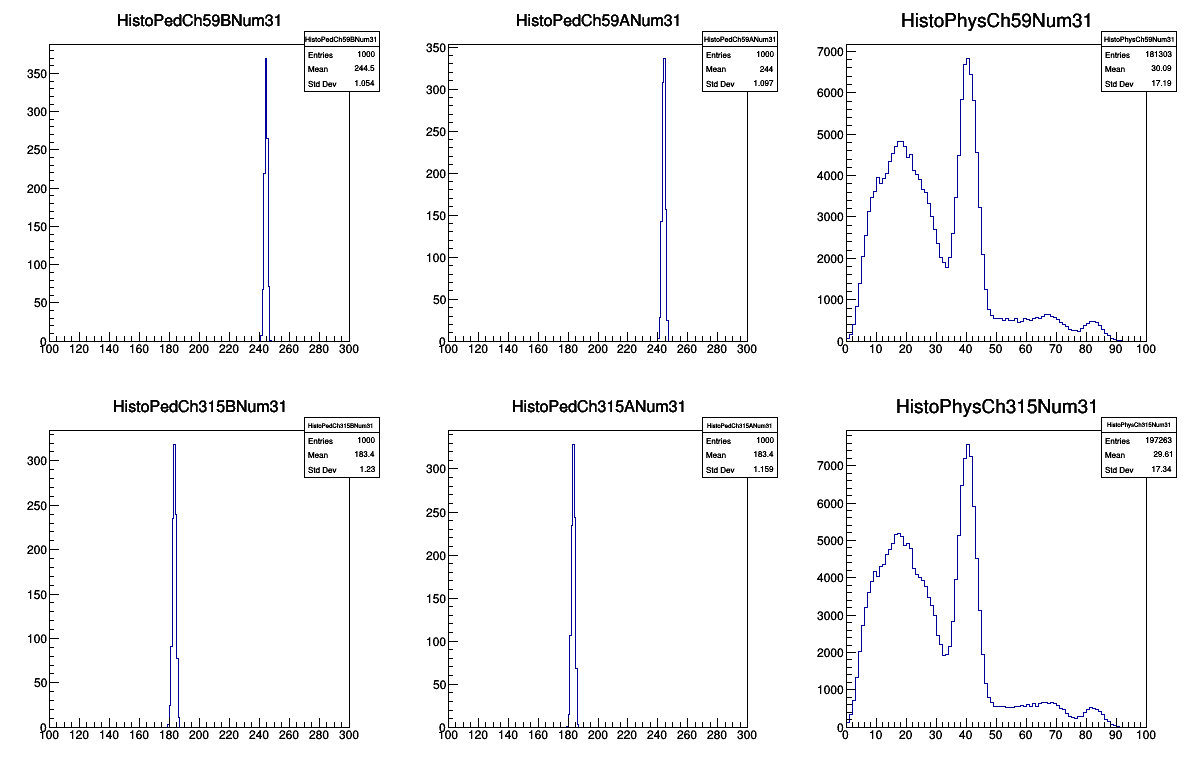 HistoPedCh59BNum31
HistoPedCh59BNum31
Entries 1000
Mean 244.5
Std Dev 1.054
350
300
250
200
150
100
50
0
100 120 140 160 180 200 220 240 260 280 300
HistoPedCh59ANum31
HistoPedCh59ANum31
Entries 1000
Mean 244
Std Dev 1.097
350
300
250
200
150
100
50
0
100 120 140 160 180 200 220 240 260 280 300
HistoPhysCh59Num31
HistoPhysCh59Num31
Entries 181303
Mean 30.09
Std Dev 17.19
7000
6000
5000
4000
3000
2000
1000
0
0 10 20 30 40 50 60 70 80 90 100
HistoPedCh315BNum31
HistoPedCh315BNum31
Entries 1000
Mean 183.4
Std Dev 1.23
300
250
200
150
100
50
0
100 120 140 160 180 200 220 240 260 280 300
HistoPedCh315ANum31
HistoPedCh315ANum31
Entries 1000
Mean 183.4
Std Dev 1.159
300
250
200
150
100
50
0
100 120 140 160 180 200 220 240 260 280 300
HistoPhysCh315Num31
HistoPhysCh315Num31
Entries 197263
Mean 29.61
Std Dev 17.34
7000
6000
5000
4000
3000
2000
1000
0
0 10 20 30 40 50 60 70 80 90 100